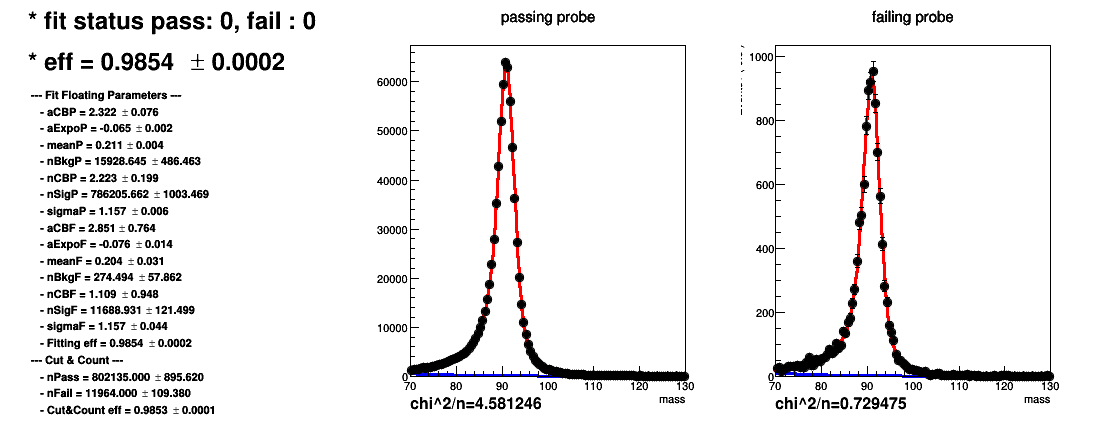 * fit status pass: 0, fail : 0
* eff = 0.9854 ± 0.0002
--- Fit Floating Parameters ---
- aCBP = 2.322 ± 0.076
- aExpoP = -0.065 ± 0.002
- meanP = 0.211 ± 0.004
- nBkgP = 15928.645 ± 486.463
- nCBP = 2.223 ± 0.199
- nSigP = 786205.662 ± 1003.469
- sigmaP = 1.157 ± 0.006
- aCBF = 2.851 ± 0.764
- aExpoF = -0.076 ± 0.014
- meanF = 0.204 ± 0.031
- nBkgF = 274.494 ± 57.862
- nCBF = 1.109 ± 0.948
- nSigF = 11688.931 ± 121.499
- sigmaF = 1.157 ± 0.044
- Fitting eff = 0.9854 ± 0.0002
--- Cut & Count ---
- nPass = 802135.000 ± 895.620
- nFail = 11964.000 ± 109.380
- Cut&Count eff = 0.9853 ± 0.0001
passing probe
60000
50000
40000
30000
20000
10000
0
70 80 90 100 110 120 130
mass
chi^2/n=4.581246
failing probe
1000
800
600
400
200
0
70 80 90 100 110 120 130
mass
chi^2/n=0.729475